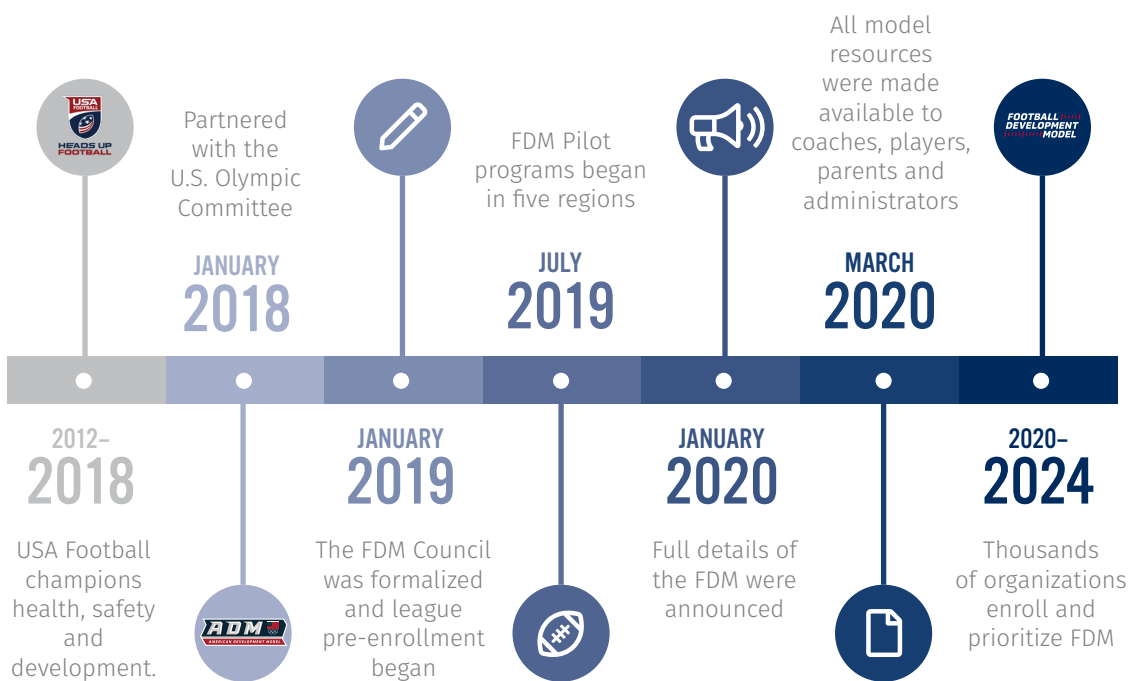 USA
FOOTBALL
HEADS UP
FOOTBALL
2012–
2018
USA Football
champions
health, safety
and
development.
Partnered
with the
U.S. Olympic
Committee
JANUARY
2018
ADM
AMERICAN DEVELOPMENT MODEL
JANUARY
2019
The FDM Council
was formalized
and league
pre-enrollment
began
FDM Pilot
programs began
in five regions
JULY
2019
JANUARY
2020
Full details of
the FDM were
announced
All model
resources
were made
available to
coaches, players,
parents and
administrators
MARCH
2020
FOOTBALL
DEVELOPMENT
MODEL
2020–
2024
Thousands
of organizations
enroll and
prioritize FDM